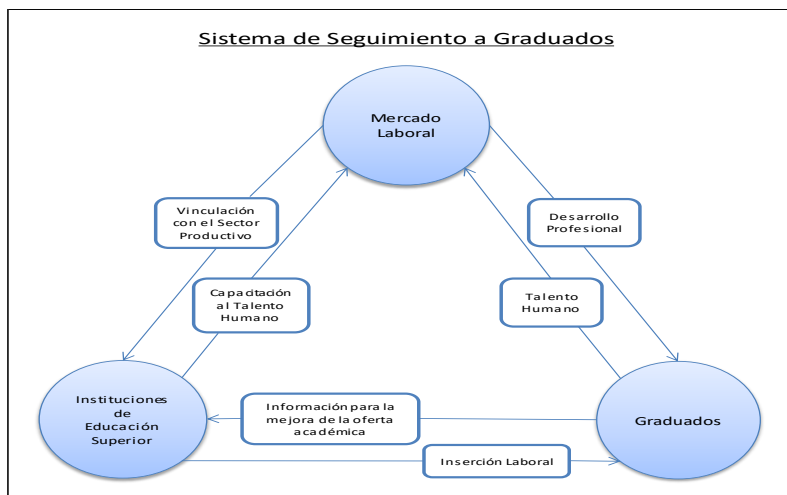 Sistema de Seguimiento a Graduados
Mercado
Laboral
Vinculación
con el Sector
Productivo
Desarrollo
Profesional
Capacitación
al Talento
Humano
Talento
Humano
Instituciones
de
Educación
Superior
Información para la
mejora de la oferta
académica
Graduados
Inserción Laboral